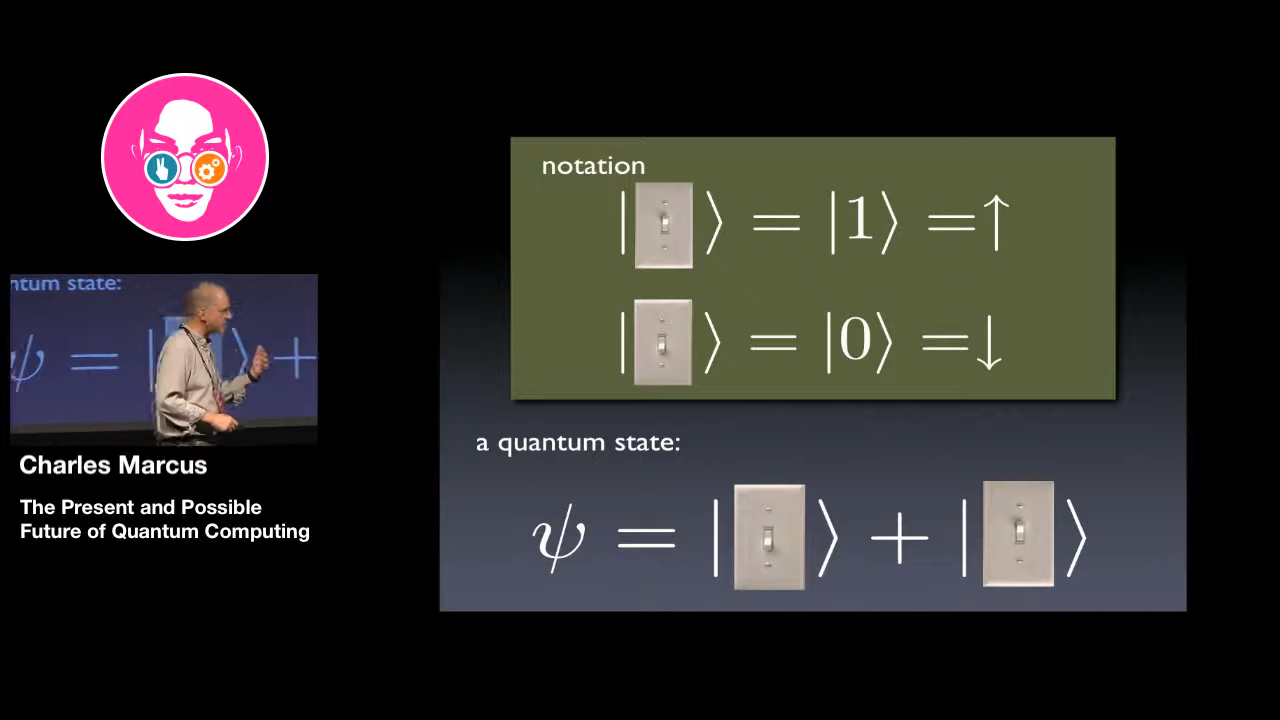 notation
| ⟩ = |1⟩ = ↑
| ⟩ = |0⟩ = ↓
a quantum state:
ψ = | ⟩ + | ⟩
ntum state:
ψ = | ⟩ +
Charles Marcus
The Present and Possible
Future of Quantum Computing